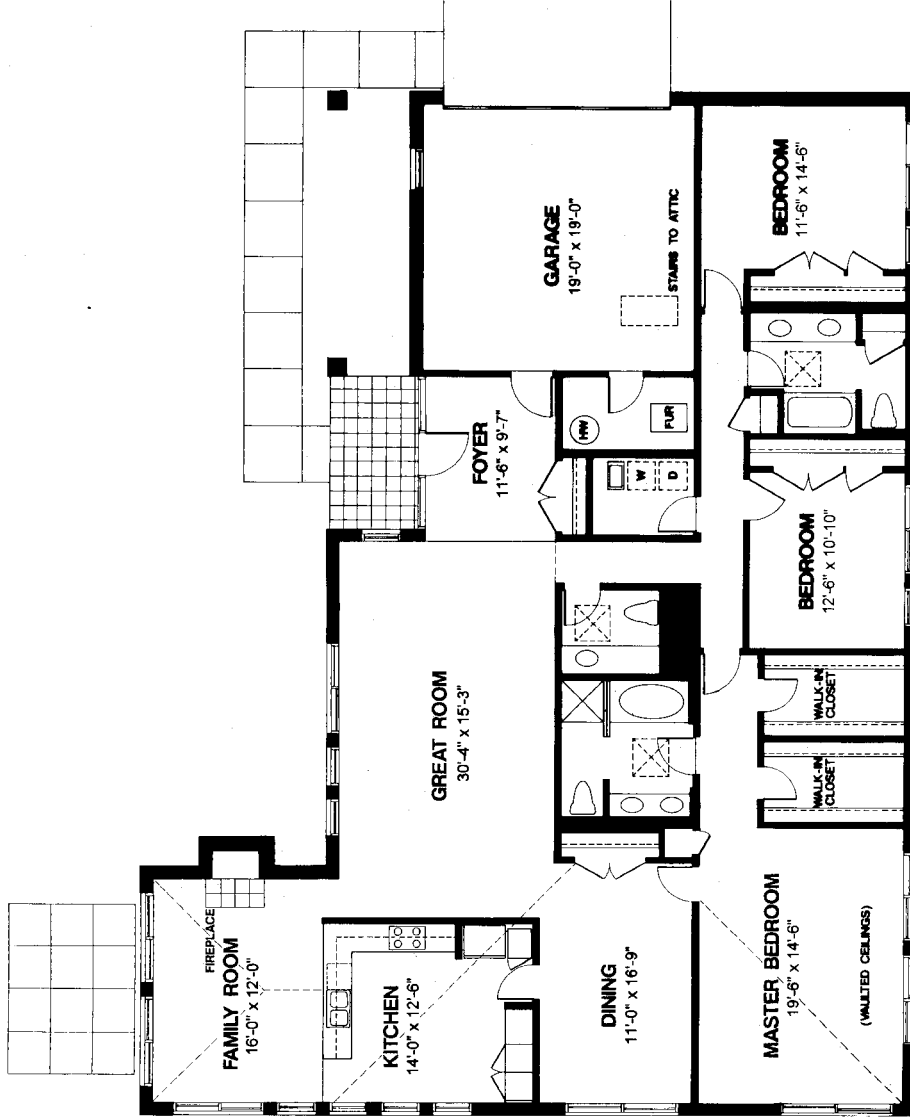 GARAGE
19'-0" x 19'-0"
STAIRS TO ATTIC
BEDROOM
11'-6" x 14'-6"
FOYER
11'-6" x 9'-7"
HW
FUR
W
D
BEDROOM
12'-6" x 10'-10"
GREAT ROOM
30'-4" x 15'-3"
WALK-IN
CLOSET
WALK-IN
CLOSET
FIREPLACE
FAMILY ROOM
16'-0" x 12'-0"
KITCHEN
14'-0" x 12'-6"
DINING
11'-0" x 16'-9"
MASTER BEDROOM
19'-6" x 14'-6"
(VAULTED CEILINGS)